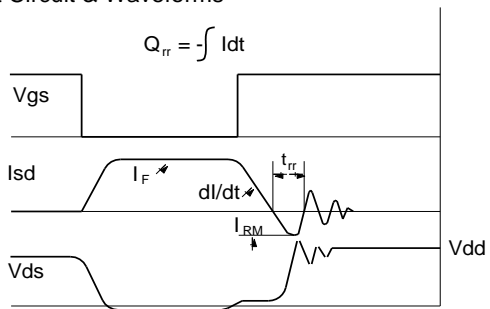 Circuit & Waveforms
Qrr = -∫ Idt
Vgs
Isd
IF
dI/dt
trr
IRM
Vdd
Vds